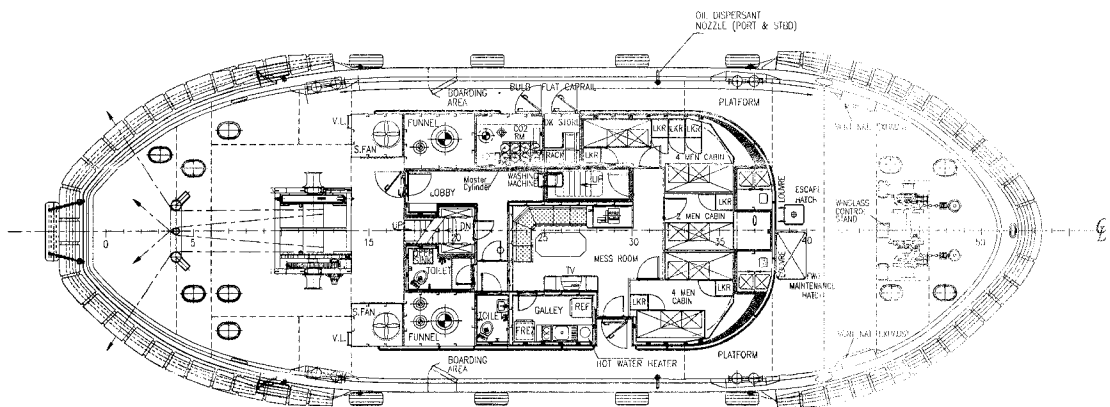 OIL DISPERSANT
NOZZLE (PORT & STBD)
BOARDING
AREA
BULB
FLAT CAPRAIL
PLATFORM
V.L.
S.FAN
FUNNEL
CO2
RM
DK STORE
RACK
LKR
LKR
LKR
LKR
4 MEN CABIN
LOBBY
Master
Cylinder
WASHING
MACHINE
UP
LKR
2 MEN CABIN
ESCAPE
HATCH
WINDLASS
CONTROL
STAND
0
5
15
UP
DN
20
25
30
35
40
50
MESS ROOM
TOILET
TV
4 MEN
CABIN
LKR
LKR
MAINTENANCE
HATCH
S.FAN
V.L.
FUNNEL
TOILET
GALLEY
REF
FREZ
HOT WATER HEATER
PLATFORM
BOARDING
AREA